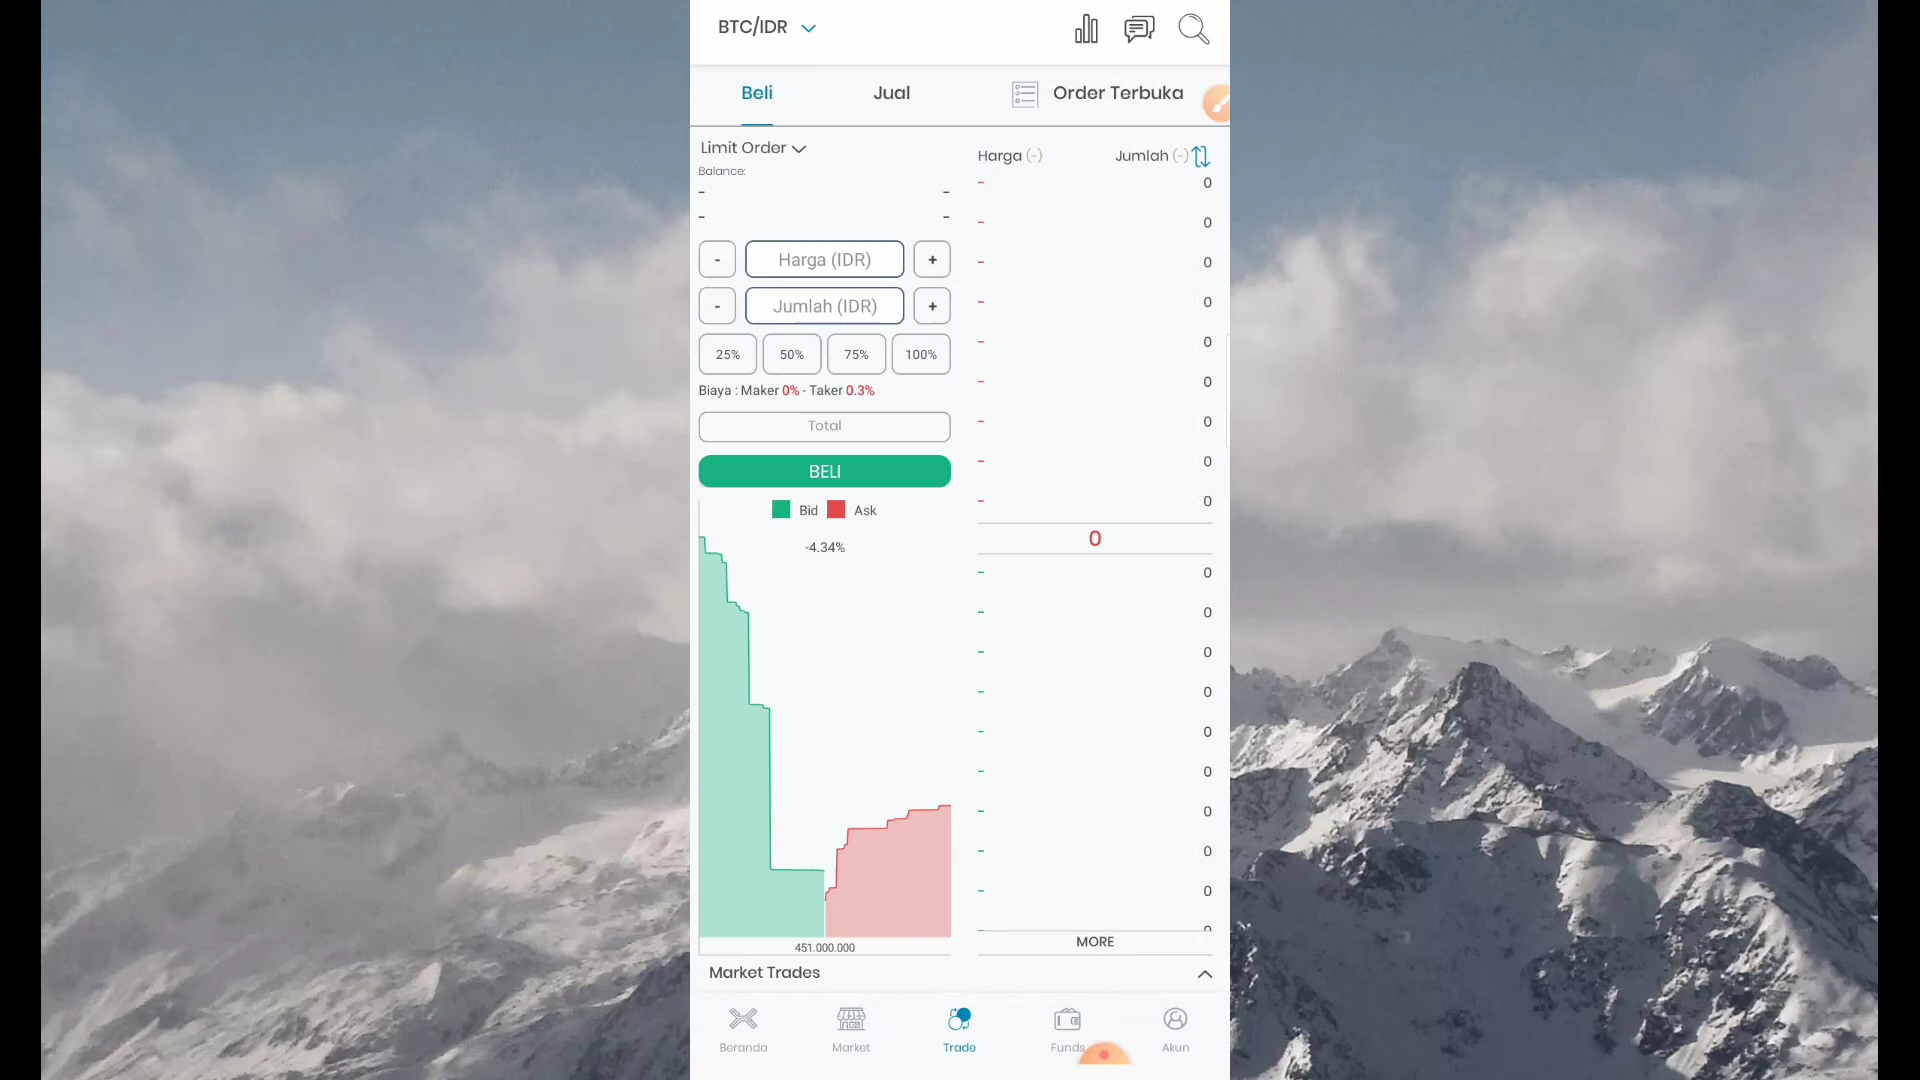 BTC/IDR
Beli
Jual
Order Terbuka
Limit Order
Balance:
-
-
-
-
Harga (-)
Jumlah (-)
- Harga (IDR) +
- Jumlah (IDR) +
25% 50% 75% 100%
Biaya : Maker 0% - Taker 0.3%
Total
BELI
Bid Ask
-4.34%
451.000.000
- 0
- 0
- 0
- 0
- 0
- 0
- 0
- 0
- 0
0
- 0
- 0
- 0
- 0
- 0
- 0
- 0
- 0
- 0
MORE
Market Trades
Beranda
Market
Trade
Funds
Akun